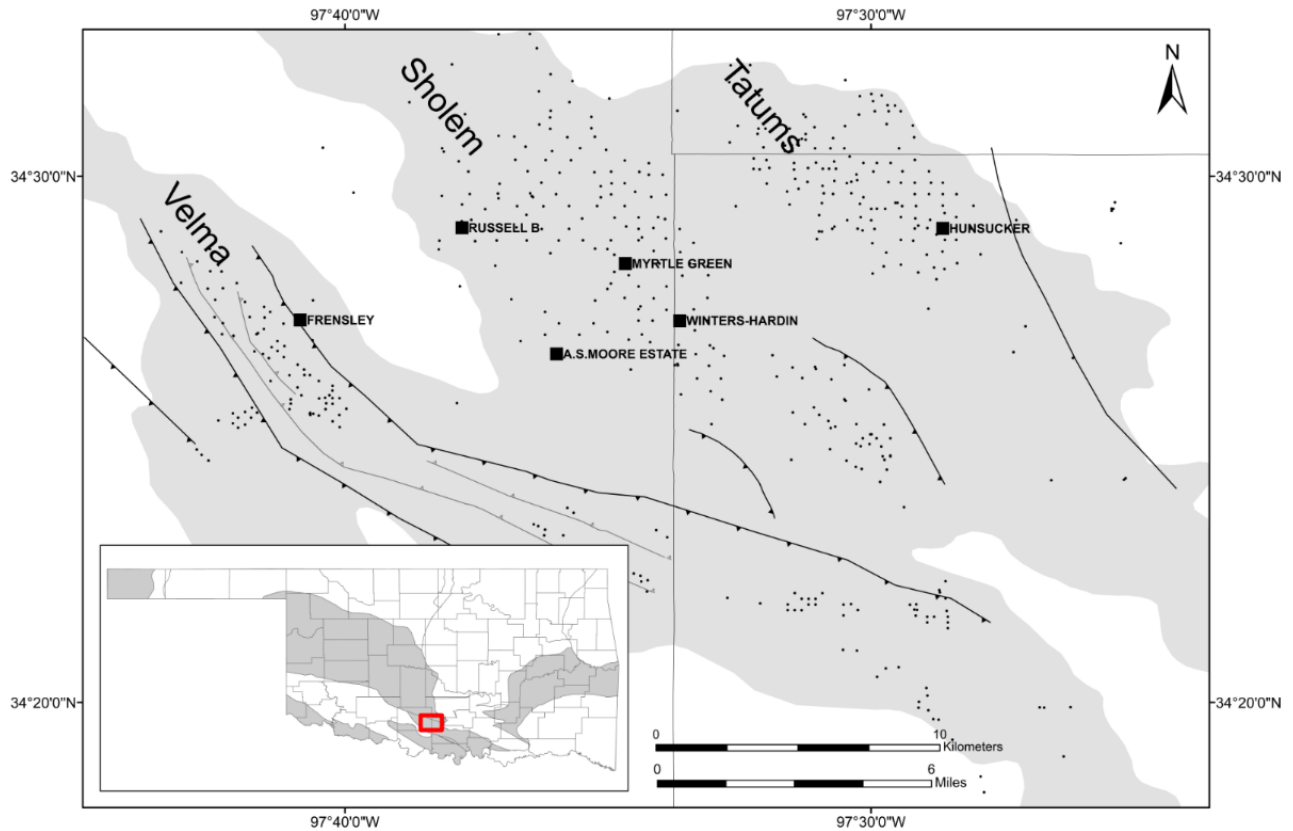 97°40'0"W
97°30'0"W
Sholem
Tatums
N
34°30'0"N
34°30'0"N
Velma
RUSSELL B.
HUNSUCKER
MYRTLE GREEN
FRENSLEY
WINTERS-HARDIN
A.S.MOORE ESTATE
34°20'0"N
34°20'0"N
0
10
Kilometers
0
6
Miles
97°40'0"W
97°30'0"W